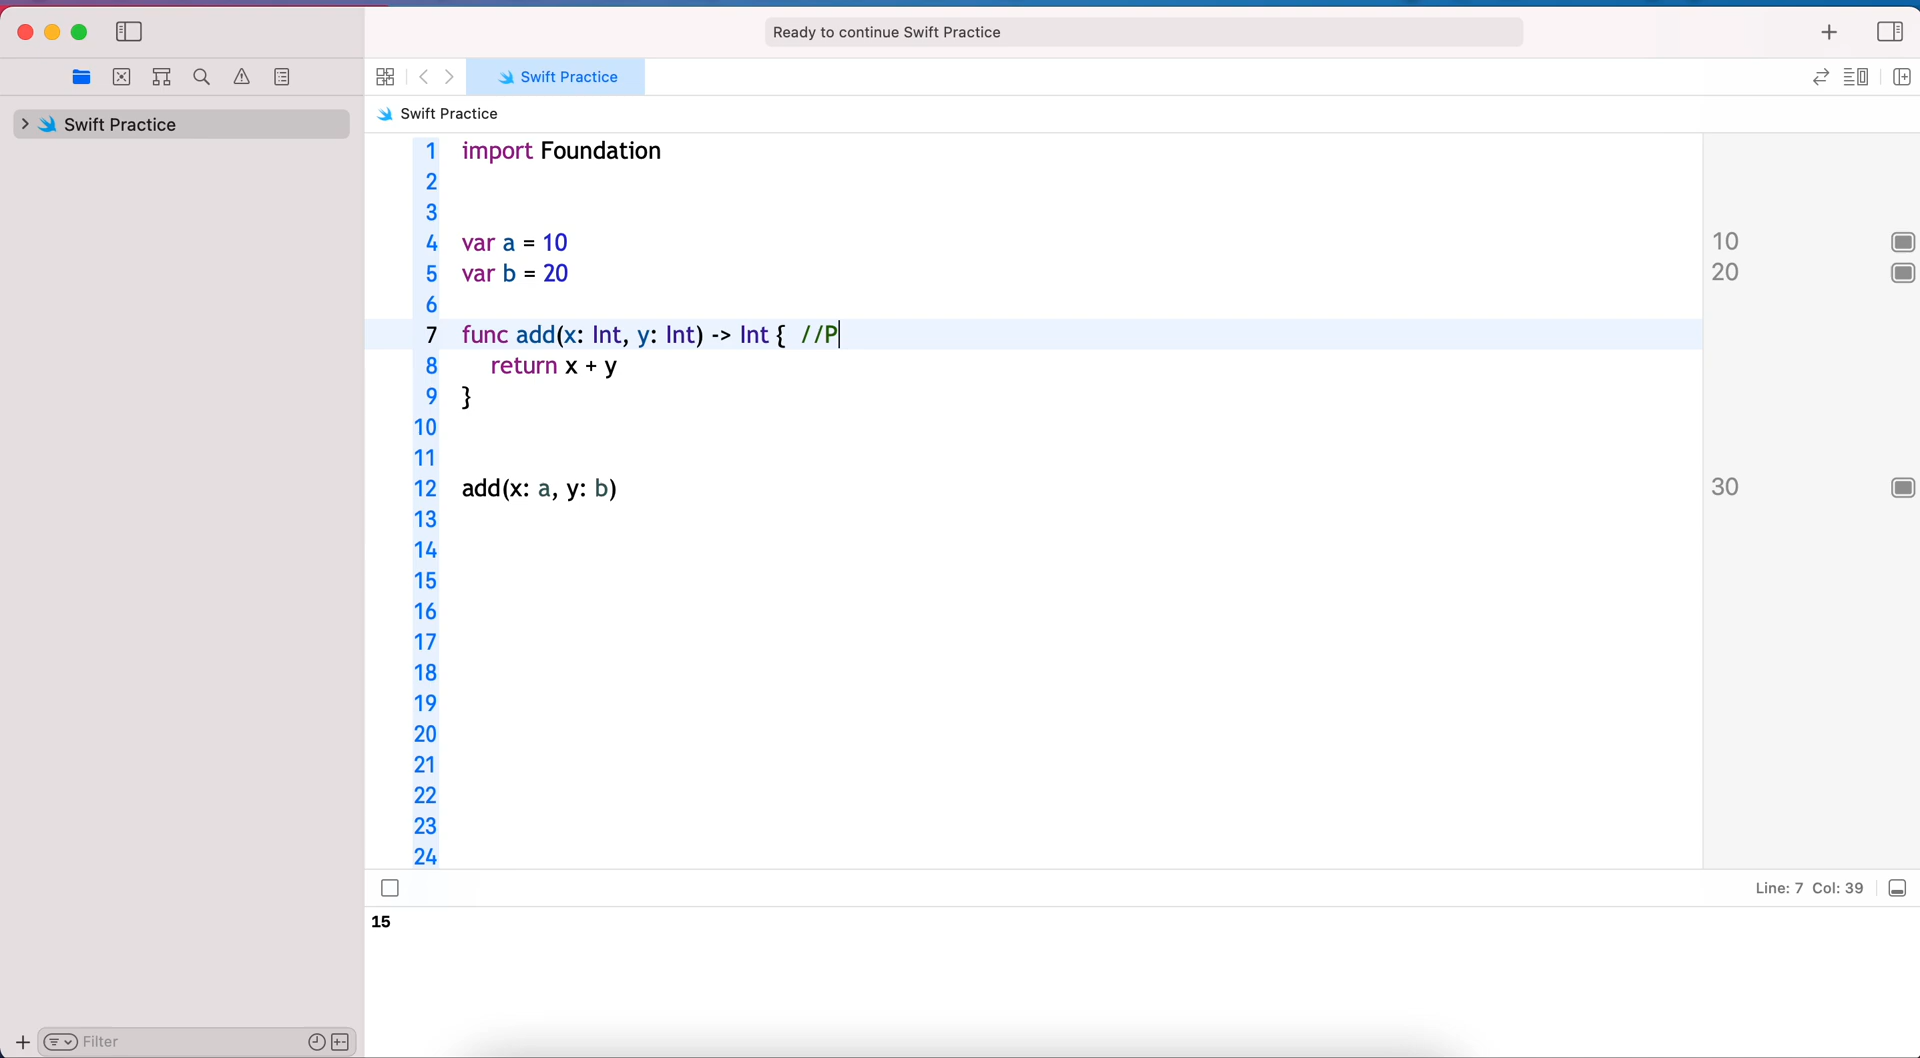 Ready to continue Swift Practice
Swift Practice
Swift Practice
Swift Practice
1 import Foundation
2
3
4 var a = 10 10
5 var b = 20 20
6
7 func add(x: Int, y: Int) -> Int { //P
8 return x + y
9 }
10
11
12 add(x: a, y: b) 30
13
14
15
16
17
18
19
20
21
22
23
24
Line: 7 Col: 39
15
Filter